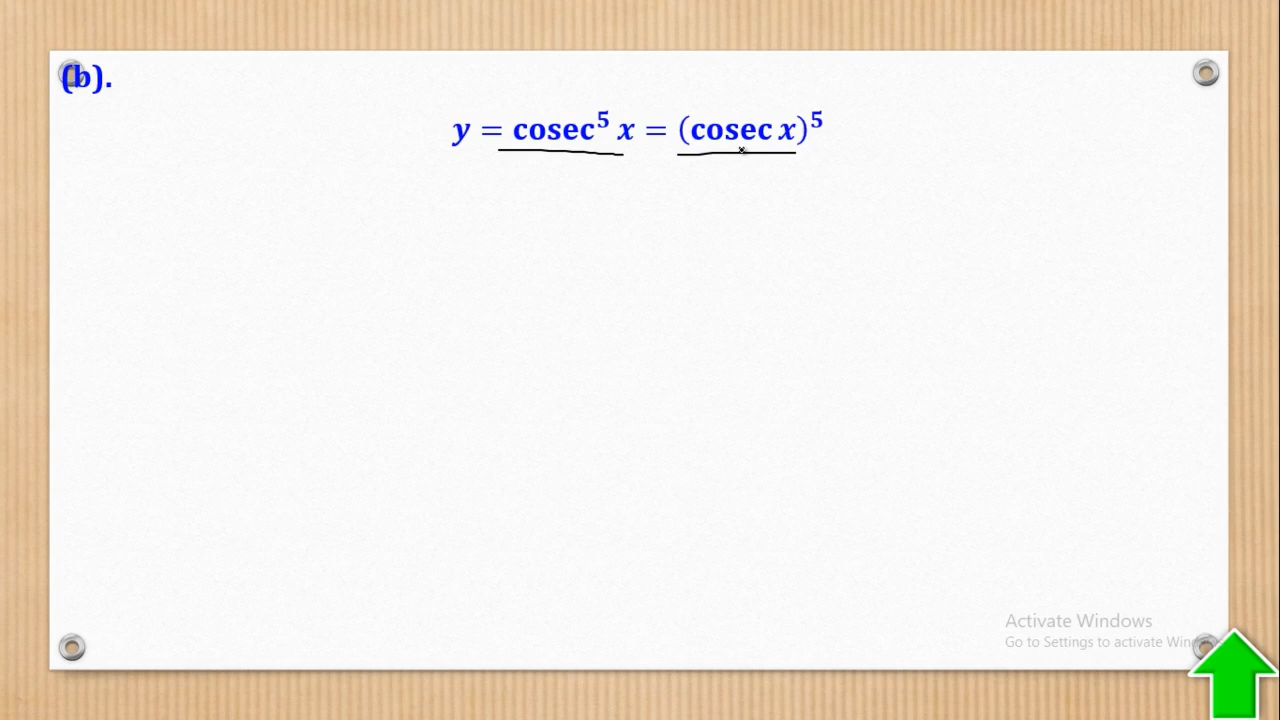 (b).
y = cosec⁵ x = (cosec x)⁵
Activate Windows
Go to Settings to activate Windows